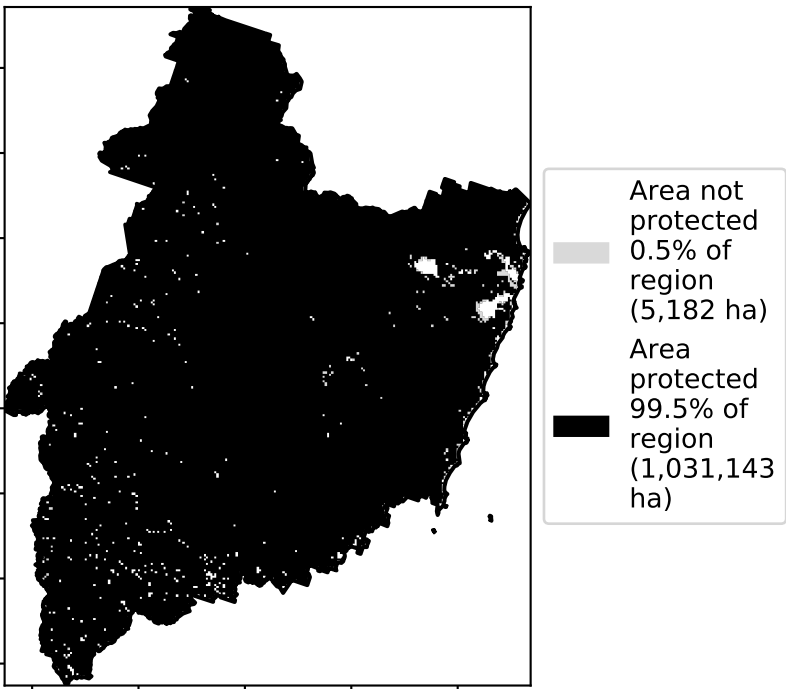 Area not
protected
0.5% of
region
(5,182 ha)
Area
protected
99.5% of
region
(1,031,143
ha)